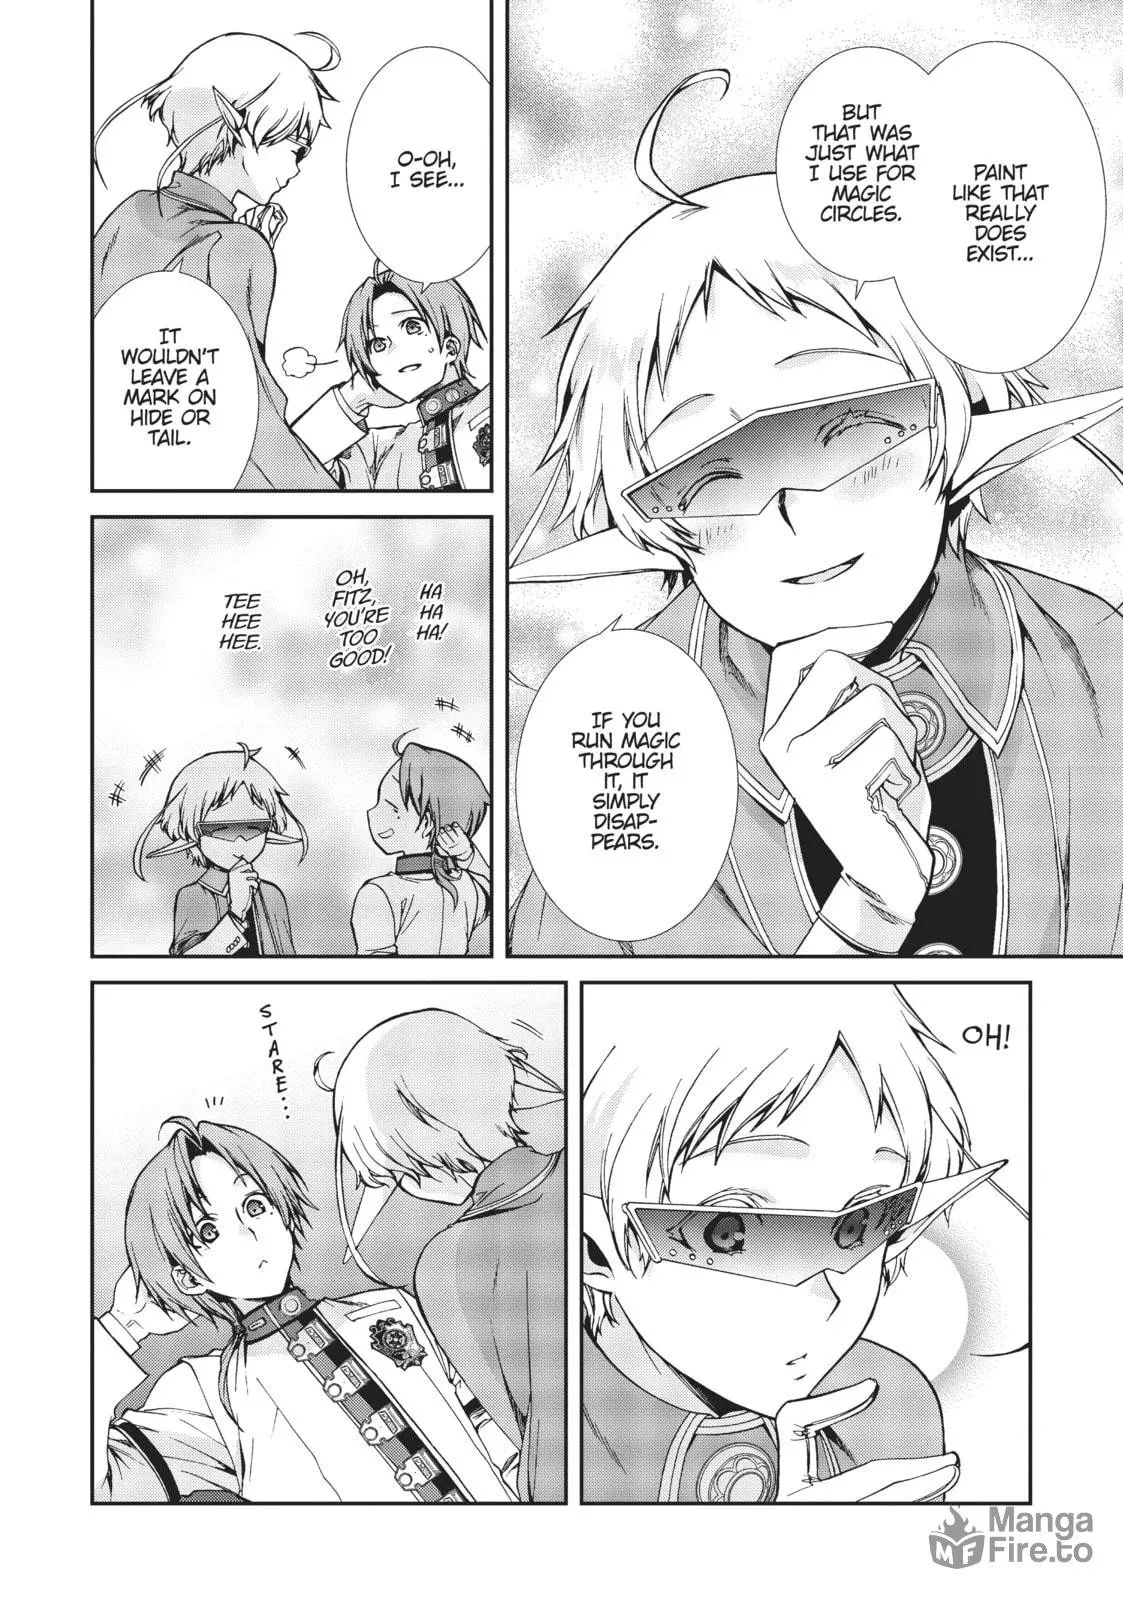 PAINT
LIKE THAT
REALLY
DOES
EXIST...
BUT
THAT WAS
JUST WHAT
I USE FOR
MAGIC
CIRCLES.
IF YOU
RUN MAGIC
THROUGH
IT, IT
SIMPLY
DISAP-
PEARS.
O-OH,
I SEE...
IT
WOULDN'T
LEAVE A
MARK ON
HIDE OR
TAIL.
HA
HA
HA!
OH,
FITZ,
YOU'RE
TOO
GOOD!
TEE
HEE
HEE.
OH!
STARE...
Manga
Fire.to
MF